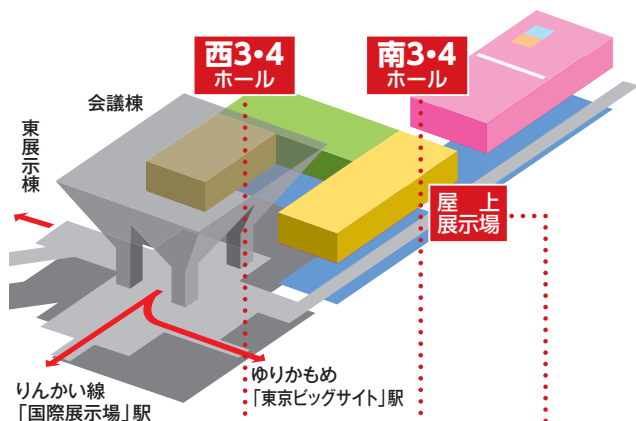 西3・4
ホール
南3・4
ホール
会議棟
東展示棟
屋 上
展示場
りんかい線
「国際展示場」駅
ゆりかもめ
「東京ビッグサイト」駅